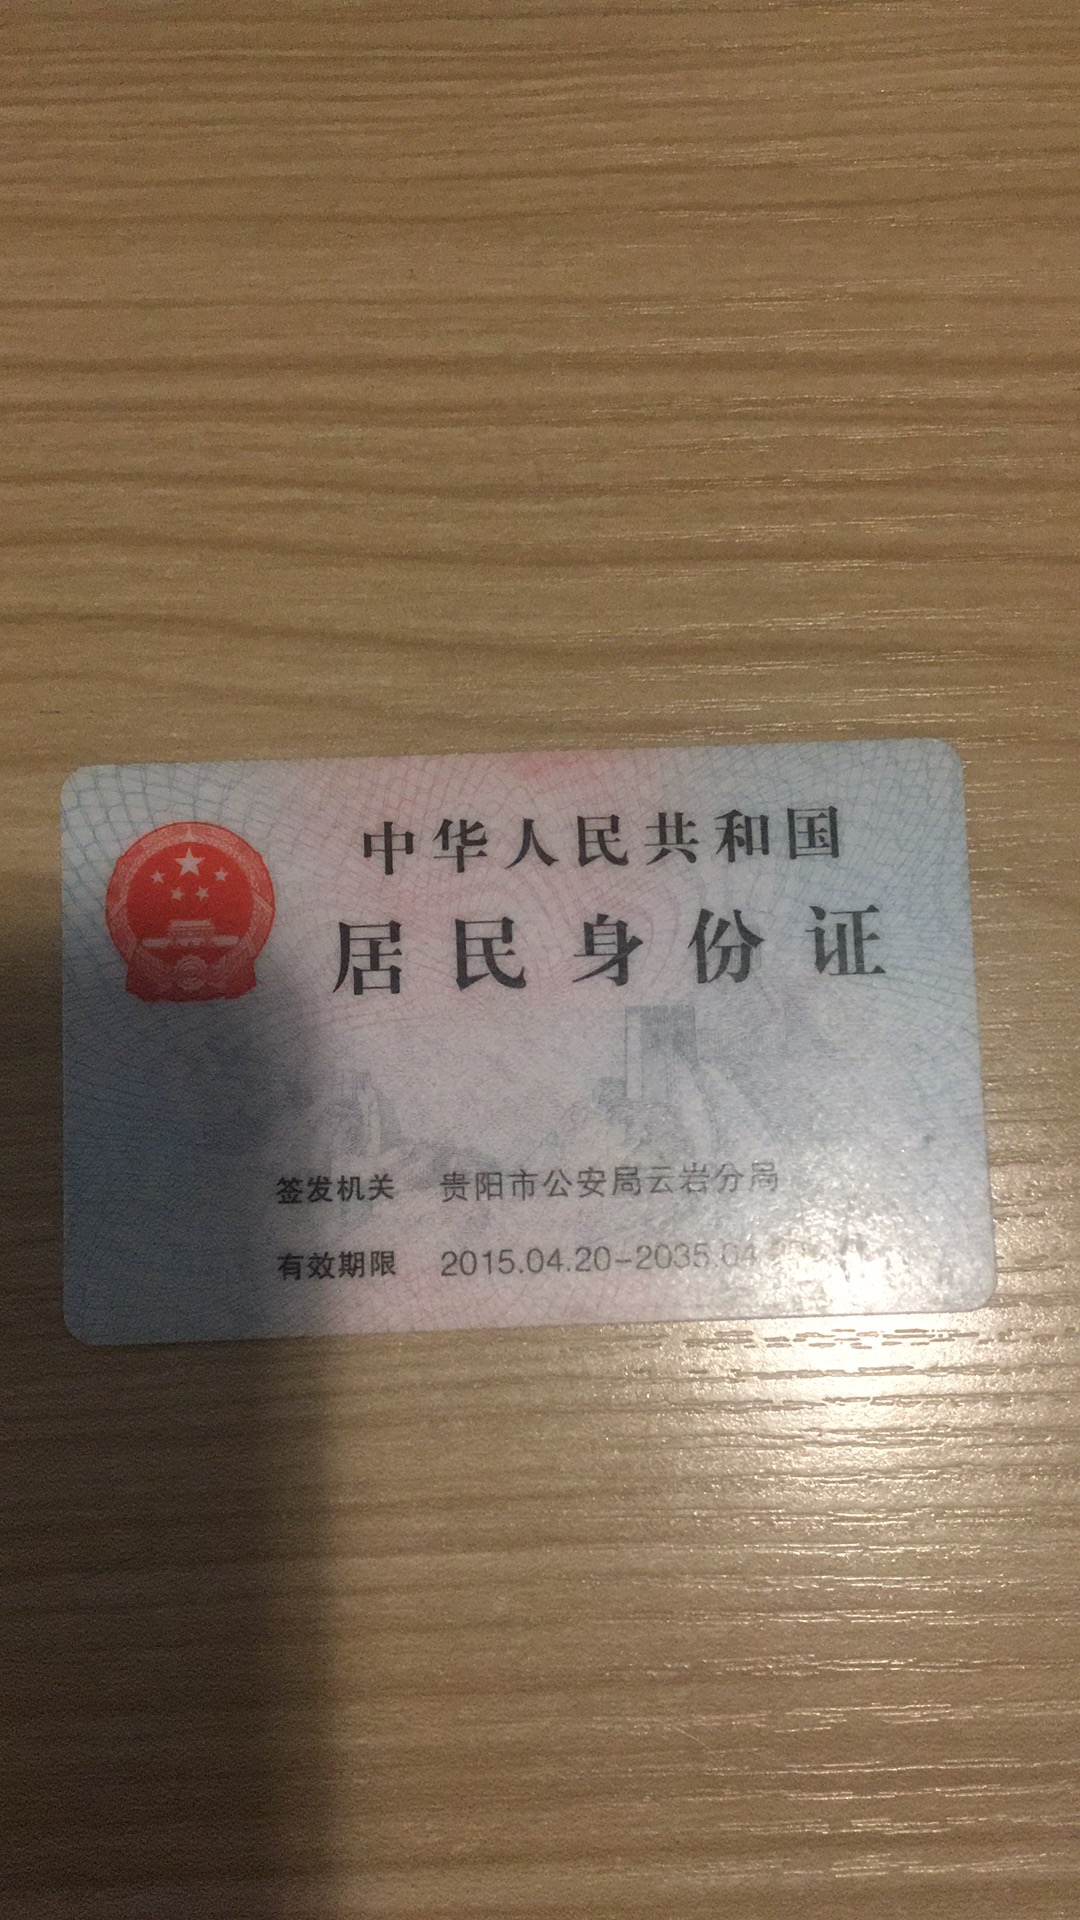 中华人民共和国
居民身份证
签发机关 贵阳市公安局云岩分局
有效期限 2015.04.20-2035.04